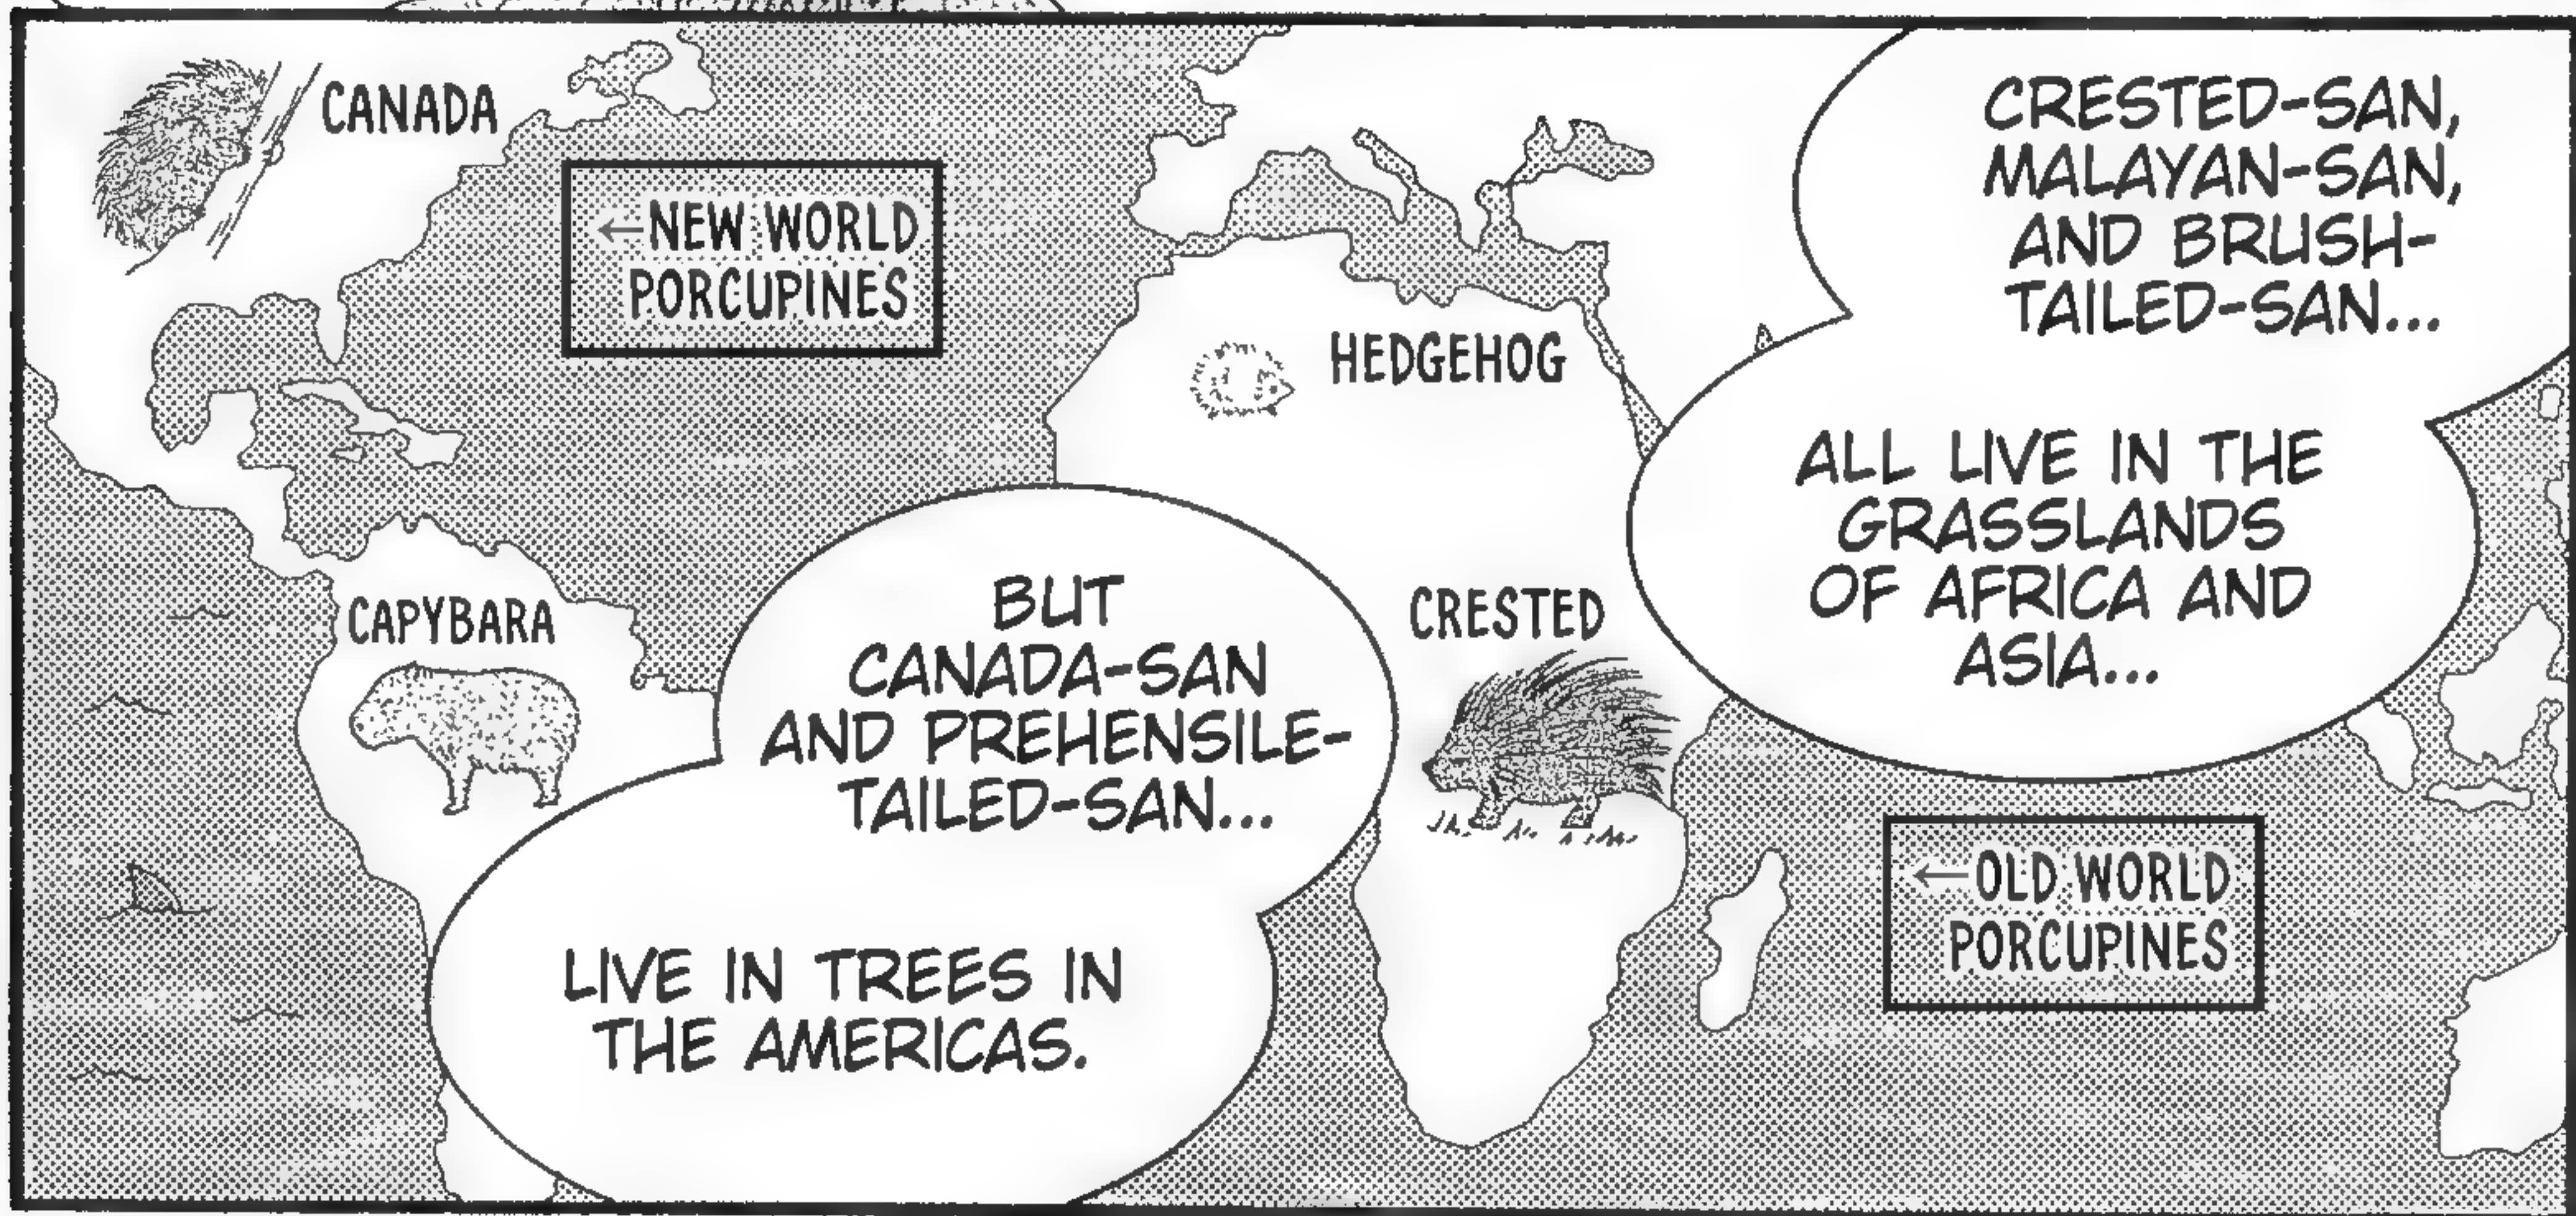 CRESTED-SAN,
MALAYAN-SAN,
AND BRUSH-
TAILED-SAN...
ALL LIVE IN THE
GRASSLANDS
OF AFRICA AND
ASIA...
BUT
CANADA-SAN
AND PREHENSILE-
TAILED-SAN...
LIVE IN TREES IN
THE AMERICAS.
CANADA
←NEW WORLD
PORCUPINES
HEDGEHOG
CAPYBARA
CRESTED
←OLD WORLD
PORCUPINES